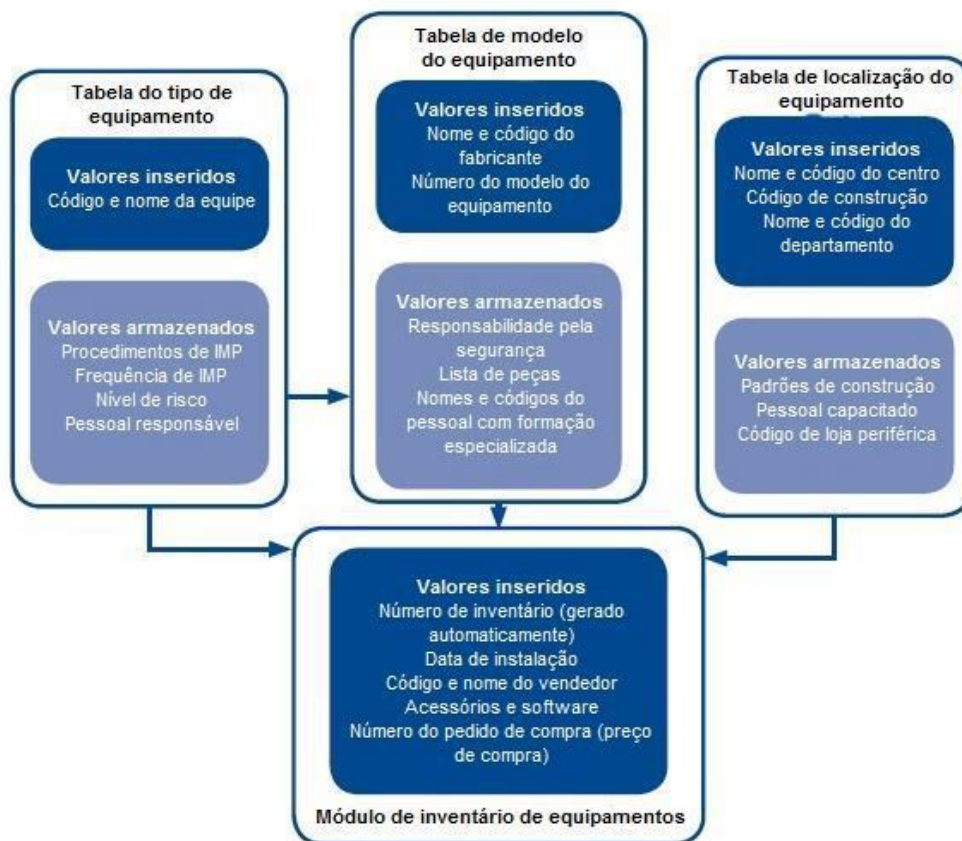 Tabela do tipo de
equipamento
Valores inseridos
Código e nome da equipe
Valores armazenados
Procedimentos de IMP
Frequência de IMP
Nível de risco
Pessoal responsável
Tabela de modelo
do equipamento
Valores inseridos
Nome e código do
fabricante
Número do modelo do
equipamento
Valores armazenados
Responsabilidade pela
segurança
Lista de peças
Nomes e códigos do
pessoal com formação
especializada
Tabela de localização do
equipamento
Valores inseridos
Nome e código do centro
Código de construção
Nome e código do
departamento
Valores armazenados
Padrões de construção
Pessoal capacitado
Código de loja periférica
Valores inseridos
Número de inventário (gerado
automaticamente)
Data de instalação
Código e nome do vendedor
Acessórios e software
Número do pedido de compra (preço
de compra)
Módulo de inventário de equipamentos